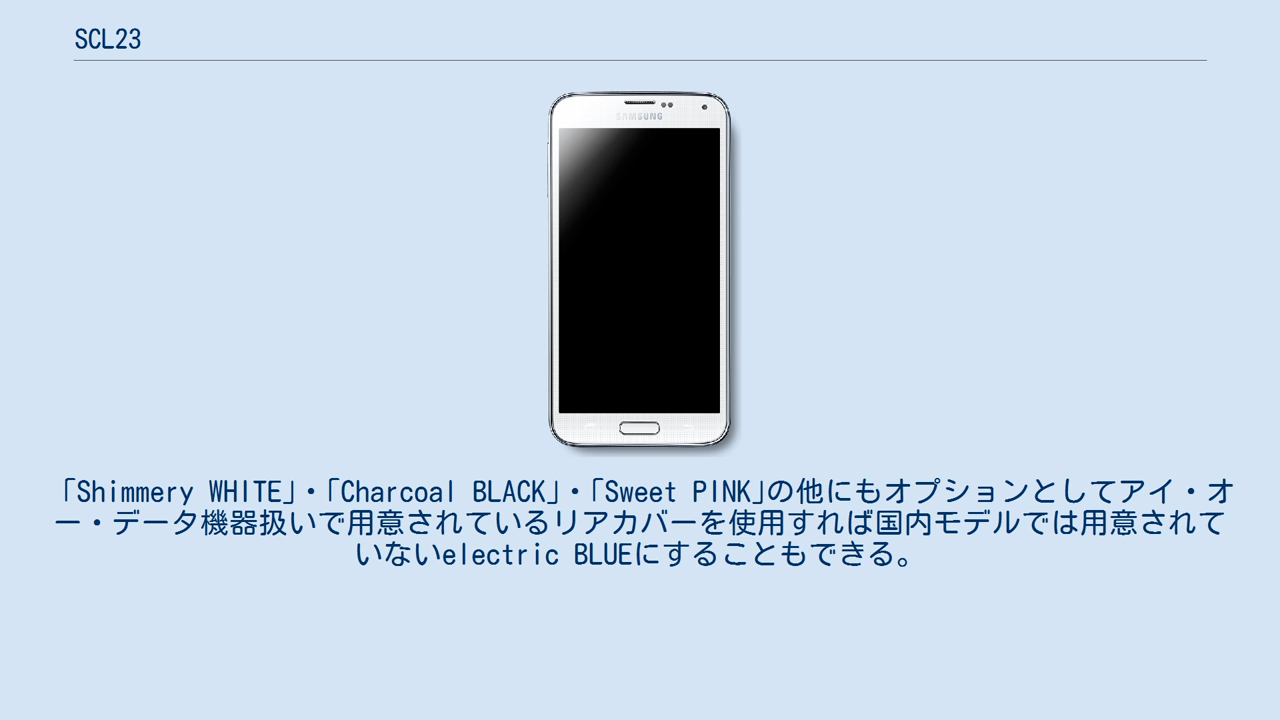 SCL23
SAMSUNG
「Shimmery WHITE」・「Charcoal BLACK」・「Sweet PINK」の他にもオプションとしてアイ・オ
ー・データ機器扱いで用意されているリアカバーを使用すれば国内モデルでは用意されて
いないelectric BLUEにすることもできる。